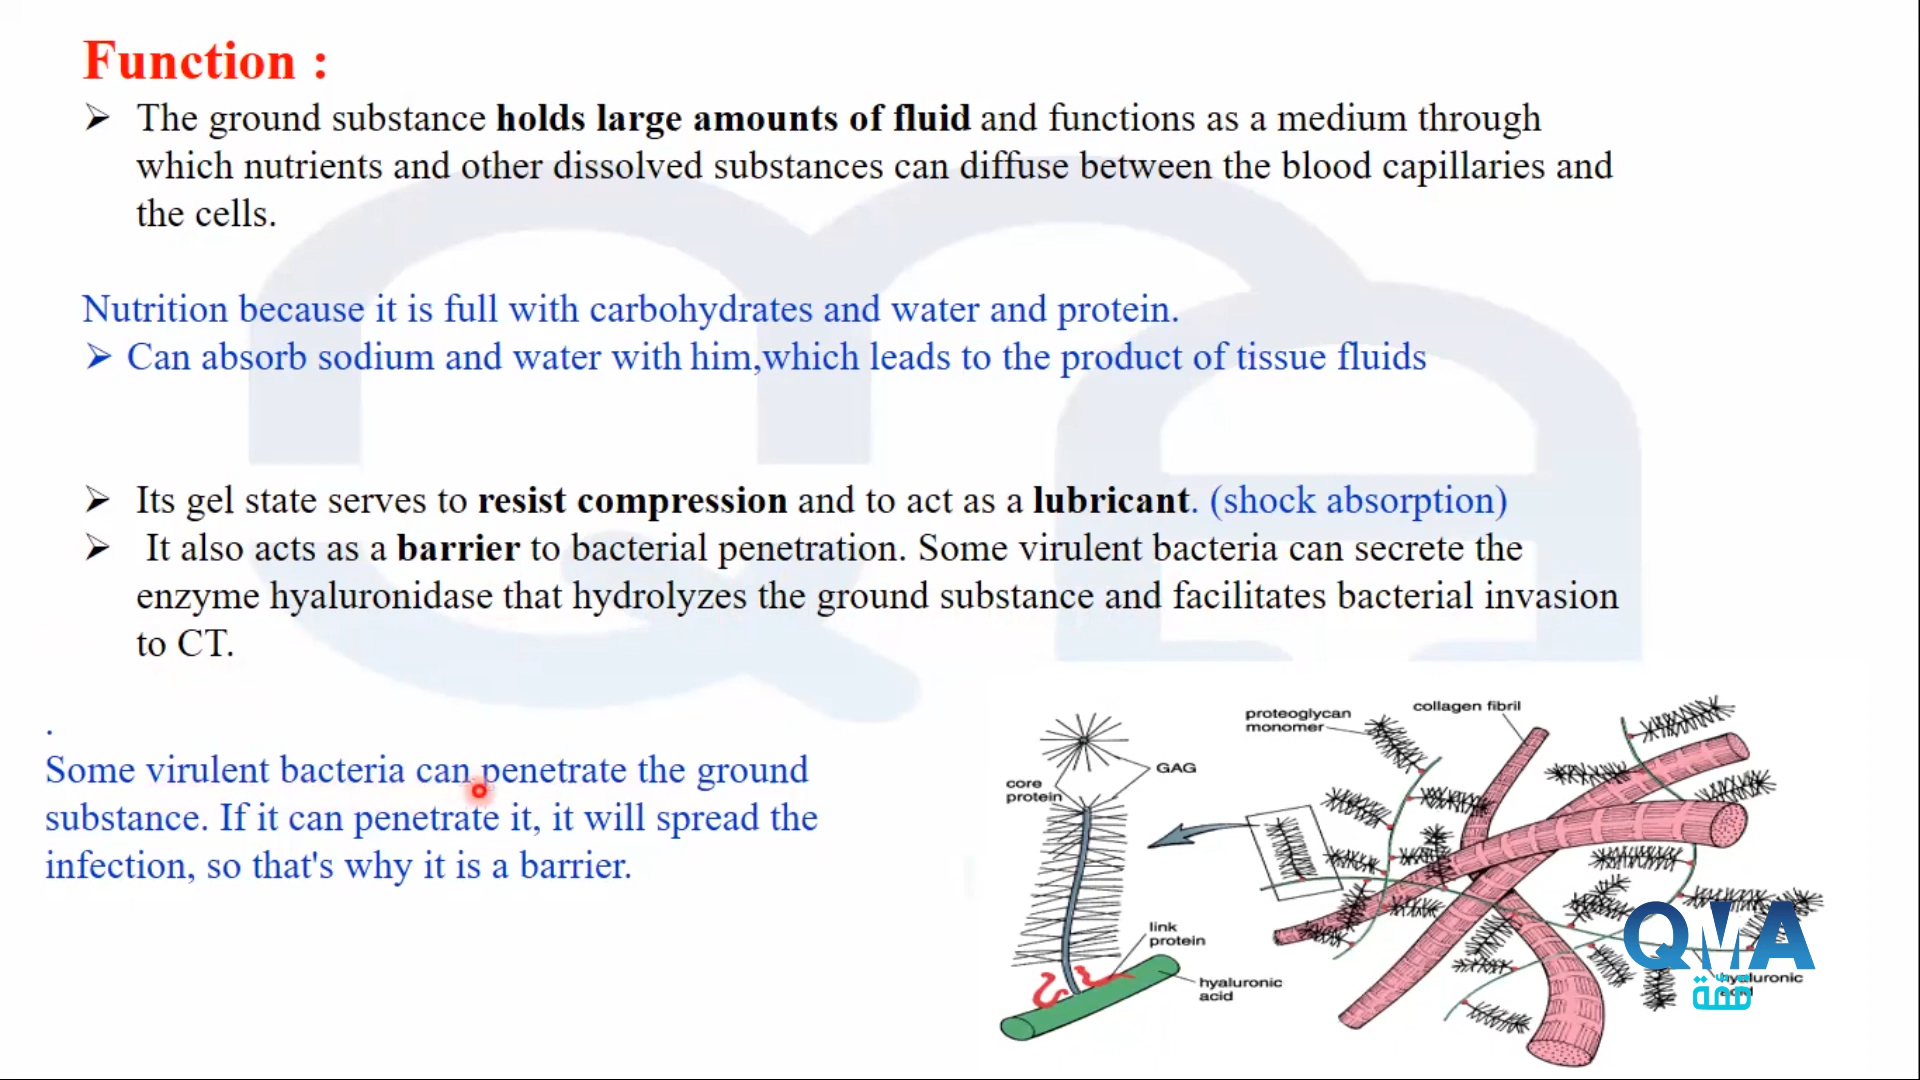 Function :
➢ The ground substance holds large amounts of fluid and functions as a medium through
which nutrients and other dissolved substances can diffuse between the blood capillaries and
the cells.
Nutrition because it is full with carbohydrates and water and protein.
➢ Can absorb sodium and water with him,which leads to the product of tissue fluids
➢ Its gel state serves to resist compression and to act as a lubricant. (shock absorption)
➢ It also acts as a barrier to bacterial penetration. Some virulent bacteria can secrete the
enzyme hyaluronidase that hydrolyzes the ground substance and facilitates bacterial invasion
to CT.
.
Some virulent bacteria can penetrate the ground
substance. If it can penetrate it, it will spread the
infection, so that's why it is a barrier.
core
protein
GAG
link
protein
hyaluronic
acid
proteoglycan
monomer
collagen fibril
QMA
قمّة